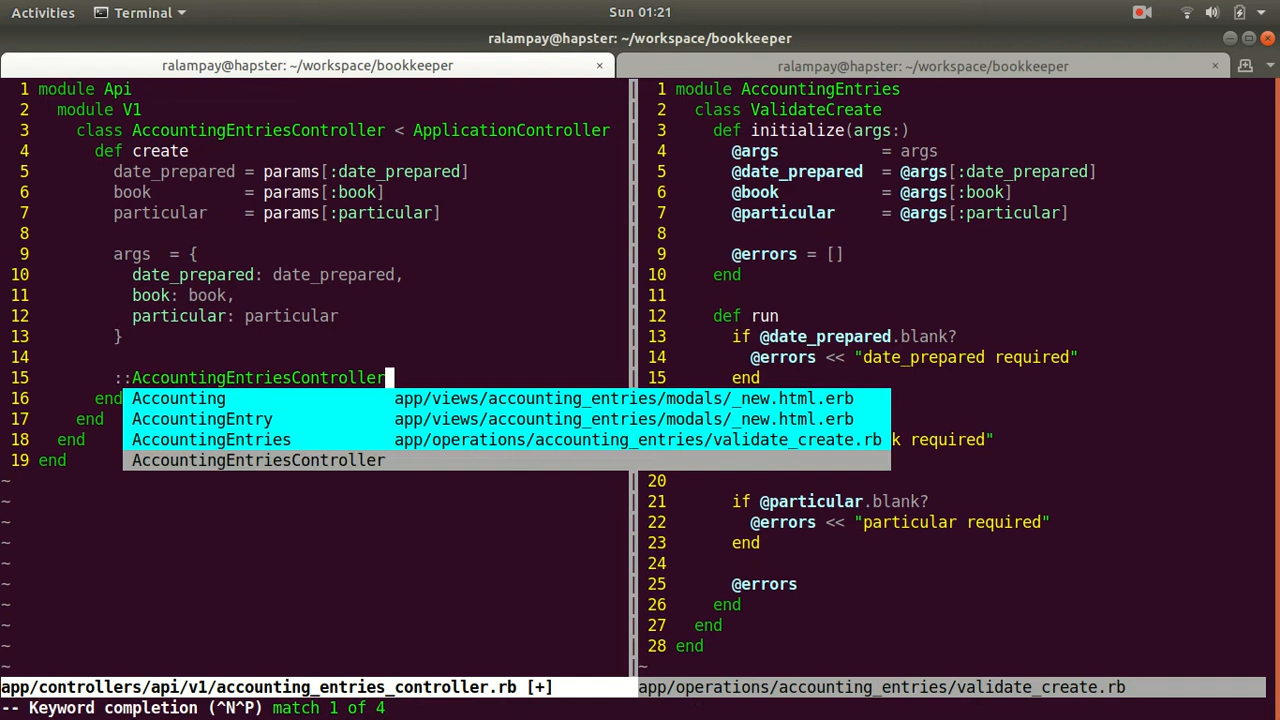 Activities Terminal Sun 01:21
ralampay@hapster: ~/workspace/bookkeeper
ralampay@hapster: ~/workspace/bookkeeper × ralampay@hapster: ~/workspace/bookkeeper ×
1 module Api
2   module V1
3     class AccountingEntriesController < ApplicationController
4       def create
5         date_prepared = params[:date_prepared]
6         book          = params[:book]
7         particular    = params[:particular]
8
9         args  = {
10           date_prepared: date_prepared,
11           book: book,
12           particular: particular
13         }
14
15         ::AccountingEntriesController
16       end
17     end
18   end
19 end
~
~
~
~
~
~
~
~
~
~
Accounting app/views/accounting_entries/modals/_new.html.erb
AccountingEntry app/views/accounting_entries/modals/_new.html.erb
AccountingEntries app/operations/accounting_entries/validate_create.rb
AccountingEntriesController
app/controllers/api/v1/accounting_entries_controller.rb [+]
1 module AccountingEntries
2   class ValidateCreate
3     def initialize(args:)
4       @args           = args
5       @date_prepared  = @args[:date_prepared]
6       @book           = @args[:book]
7       @particular     = @args[:particular]
8
9       @errors = []
10     end
11
12     def run
13       if @date_prepared.blank?
14         @errors << "date_prepared required"
15       end
k required"
20
21       if @particular.blank?
22         @errors << "particular required"
23       end
24
25       @errors
26     end
27   end
28 end
~
app/operations/accounting_entries/validate_create.rb
-- Keyword completion (^N^P) match 1 of 4